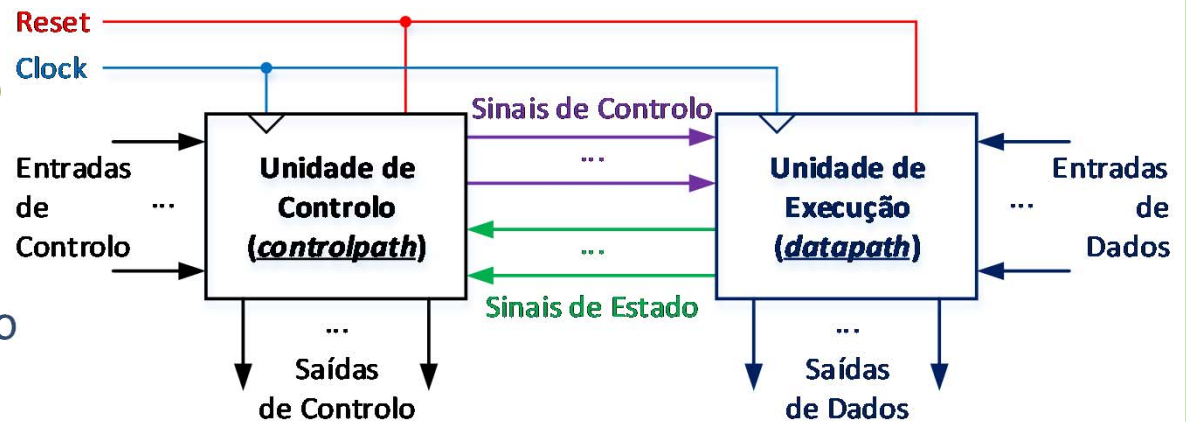 Reset
Clock
Sinais de Controlo
...
Entradas
de ...
Controlo
Unidade de
Controlo
(controlpath)
...
Sinais de Estado
Unidade de
Execução
(datapath)
Entradas
... de
Dados
o
...
Saídas
de Controlo
...
Saídas
de Dados